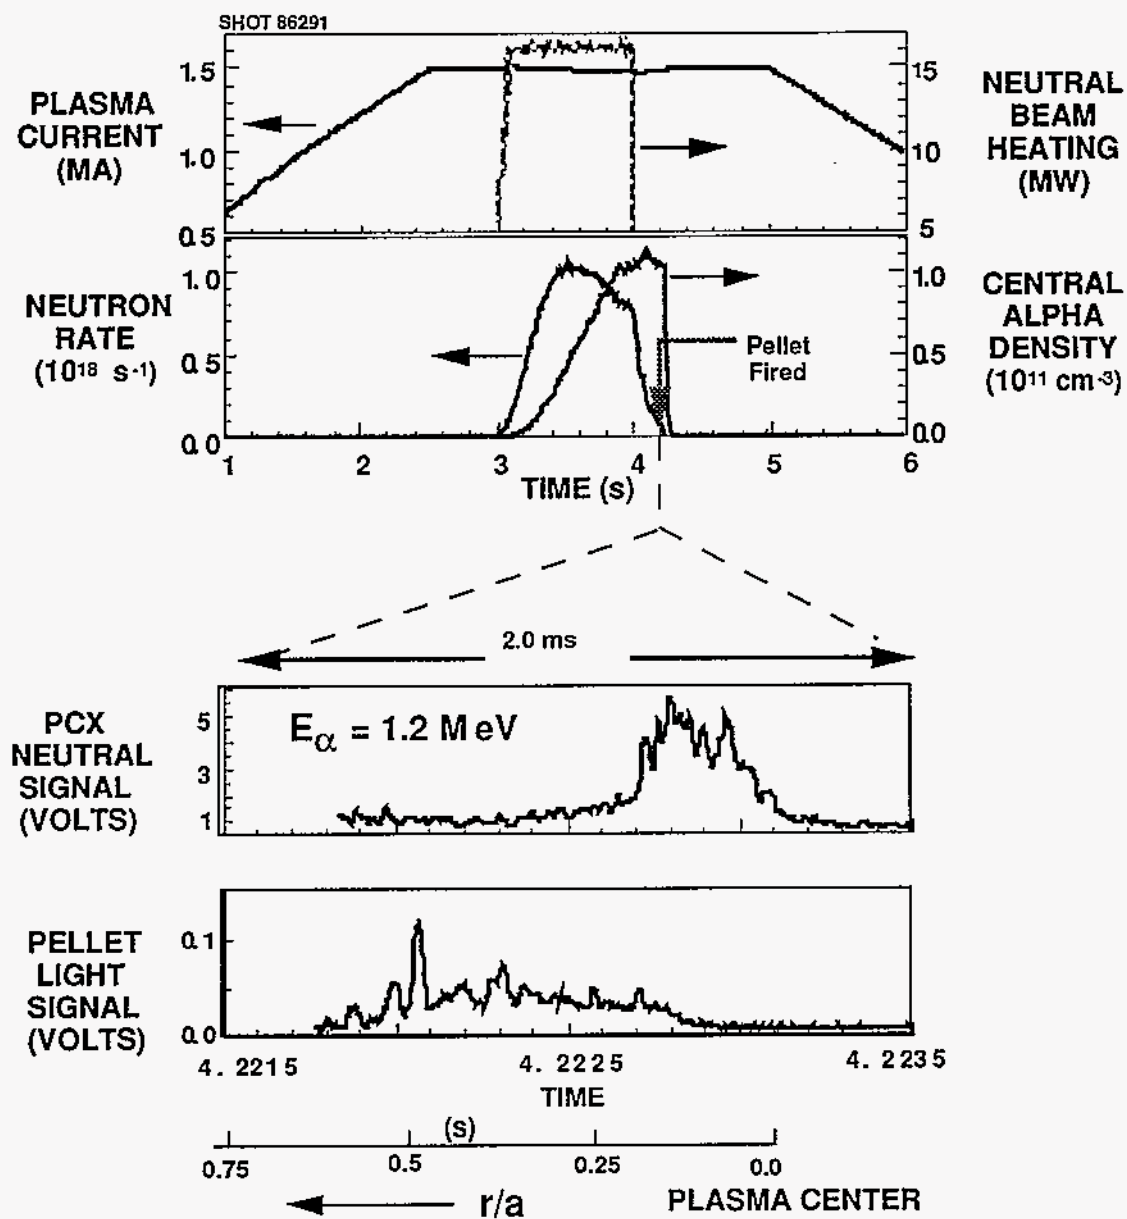 SHOT 86291
PLASMA
CURRENT
(MA)
1.5
1.0
0.5
15
10
5
NEUTRAL
BEAM
HEATING
(MW)
NEUTRON
RATE
(10¹⁸ s⁻¹)
0.5
1.0
0.5
0.0
Pellet
Fired
1.0
0.5
0.0
CENTRAL
ALPHA
DENSITY
(10¹¹ cm⁻³)
1 2 3 4 5 6
TIME (s)
2.0 ms
PCX
NEUTRAL
SIGNAL
(VOLTS)
5
3
1
Eα = 1.2 MeV
PELLET
LIGHT
SIGNAL
(VOLTS)
0.1
0.0
4.2215 4.2225 4.2235
TIME
(s)
0.75 0.5 0.25 0.0
r/a PLASMA CENTER